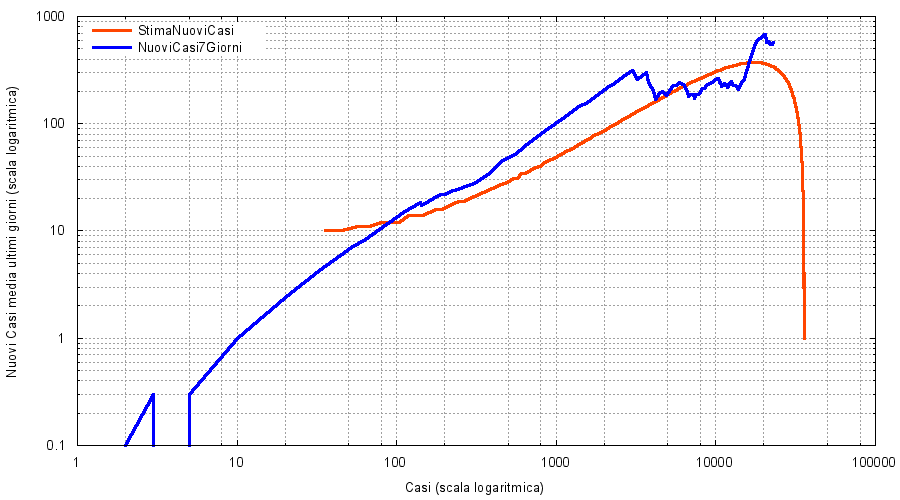 1000
StimaNuoviCasi
NuoviCasi7Giorni
100
10
1
0.1
Nuovi Casi media ultimi giorni (scala logaritmica)
1 10 100 1000 10000 100000
Casi (scala logaritmica)